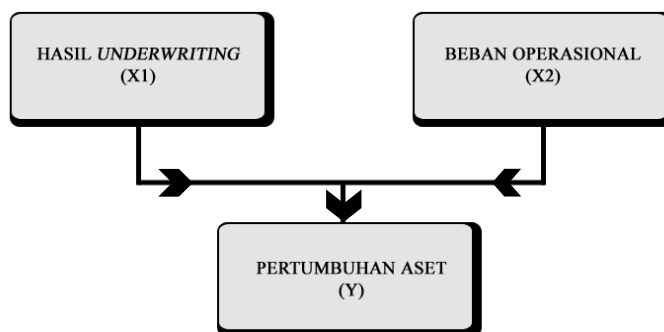 HASIL UNDERWRITING
(X1)
BEBAN OPERASIONAL
(X2)
PERTUMBUHAN ASET
(Y)